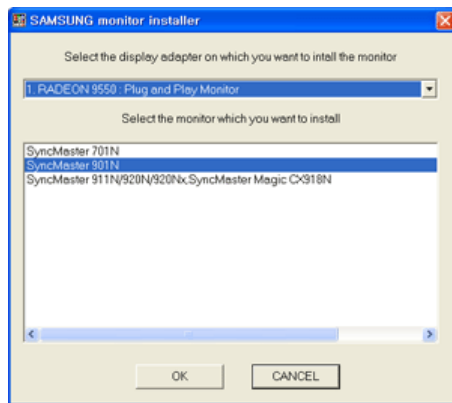 SAMSUNG monitor installer
Select the display adapter on which you want to intall the monitor
1. RADEON 9550 : Plug and Play Monitor
Select the monitor which you want to install
SyncMaster 701N
SyncMaster 901N
SyncMaster 911N/920N/920Nx,SyncMaster Magic CX918N
OK
CANCEL